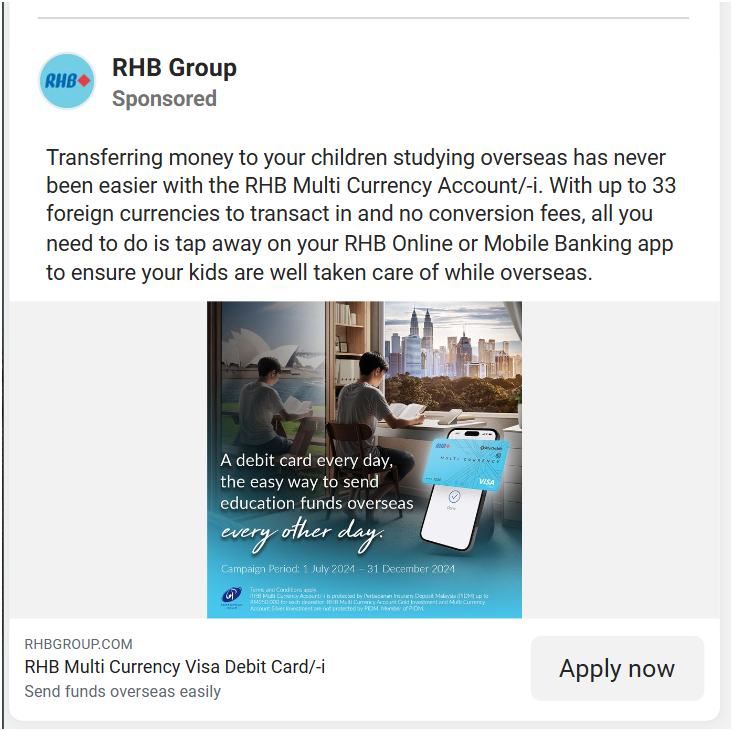 RHB
RHB Group
Sponsored
Transferring money to your children studying overseas has never
been easier with the RHB Multi Currency Account/-i. With up to 33
foreign currencies to transact in and no conversion fees, all you
need to do is tap away on your RHB Online or Mobile Banking app
to ensure your kids are well taken care of while overseas.
RHB
MULTI CURRENCY
VISA
A debit card every day,
the easy way to send
education funds overseas
every other day.
Campaign Period: 1 July 2024 – 31 December 2024
Terms and Conditions apply.
RHB Multi Currency Account/-i is protected by Perbadanan Insurans Deposit Malaysia (PIDM) up to
RM250,000 for each depositor. RHB Multi Currency Account Gold Investment and Multi Currency
Account Silver Investment are not protected by PIDM. Member of PIDM.
RHBGROUP.COM
RHB Multi Currency Visa Debit Card/-i
Send funds overseas easily
Apply now